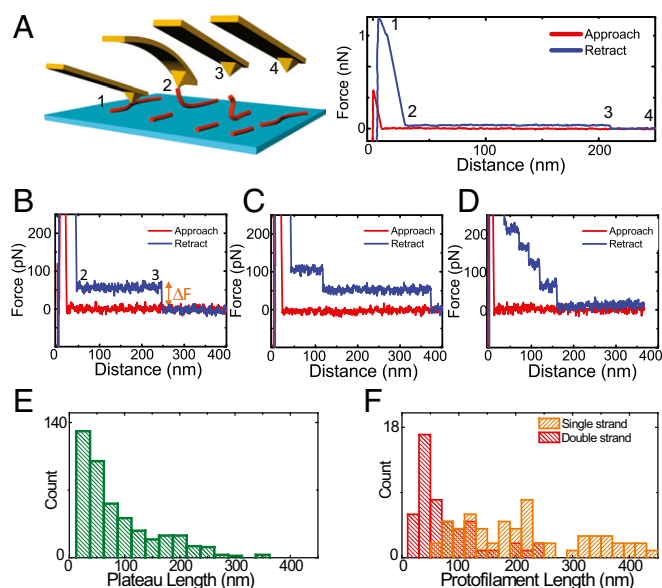 A
1
2
3
4
Force (nN)
1
0
1
2
3
4
Approach
Retract
0
100
200
Distance (nm)
B
Force (pN)
200
100
0
2
3
ΔF
Approach
Retract
0 100 200 300 400
Distance (nm)
C
Force (pN)
200
100
0
Approach
Retract
0 100 200 300 400
Distance (nm)
D
Force (pN)
200
100
0
Approach
Retract
0 100 200 300 400
Distance (nm)
E
Count
140
0
0 100 200 300 400
Plateau Length (nm)
F
Count
18
0
Single strand
Double strand
0 100 200 300 400
Protofilament Length (nm)